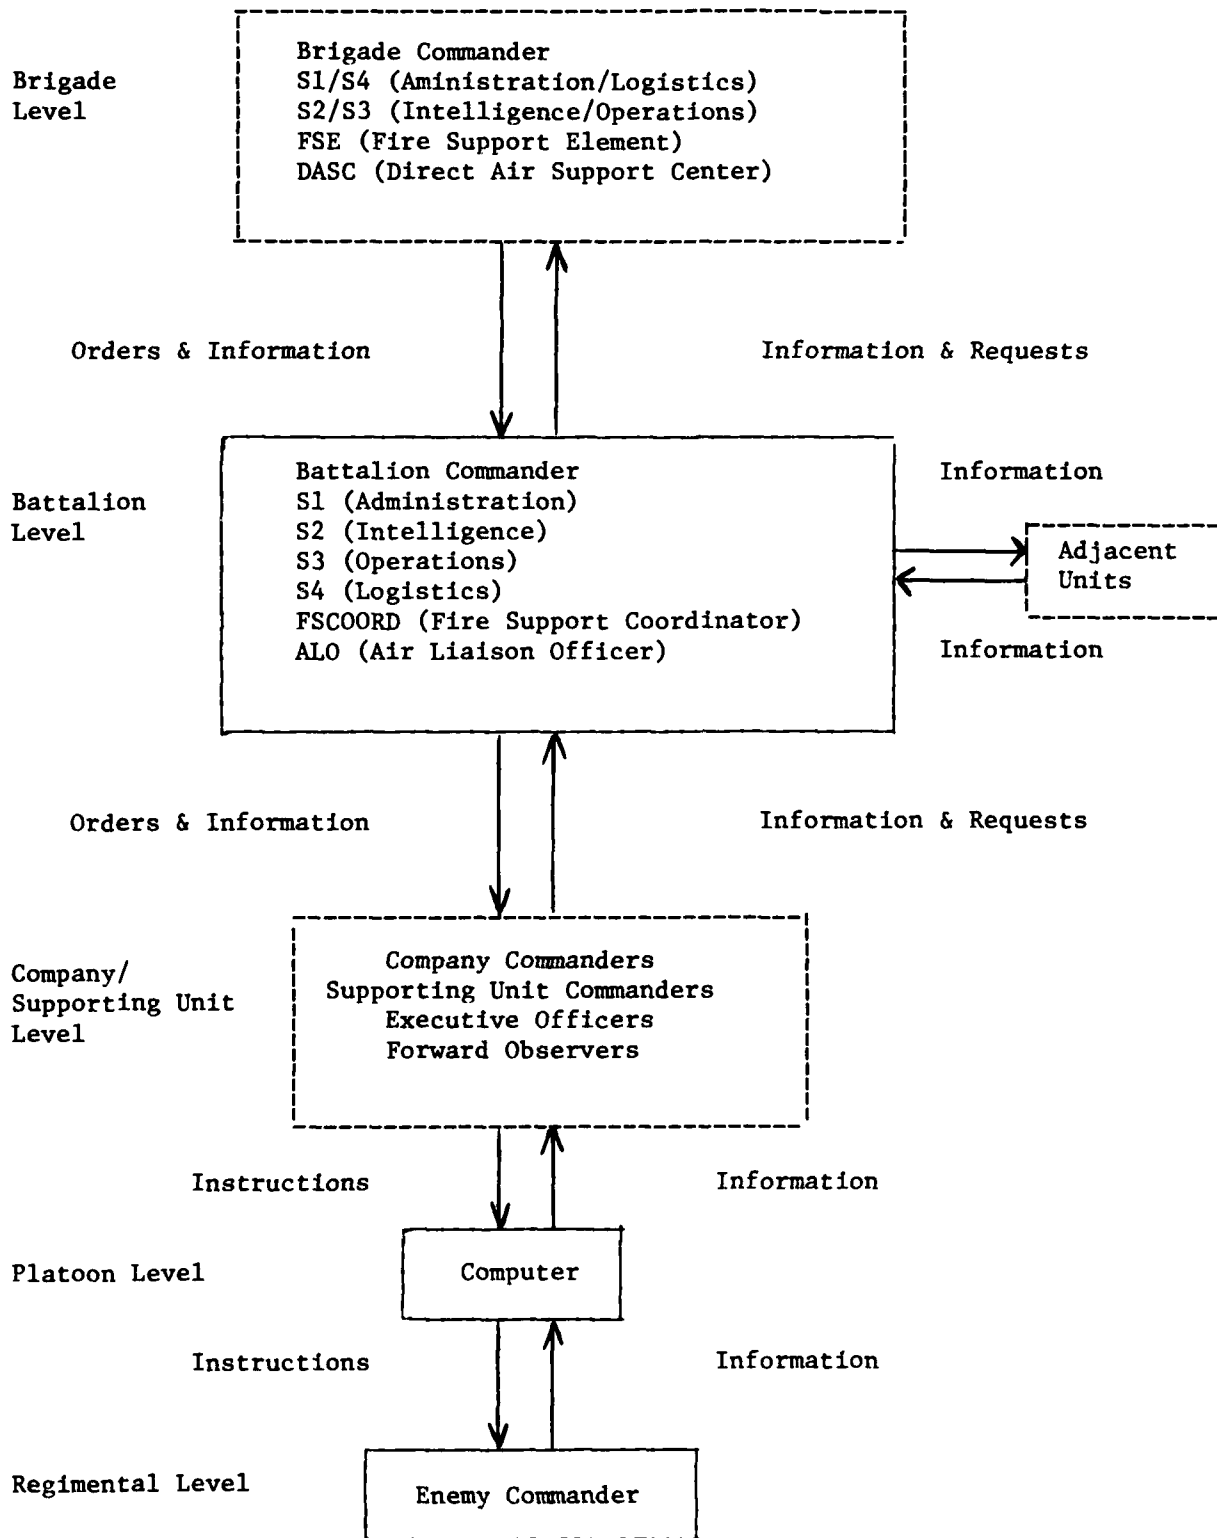 Brigade Commander
Brigade
Level
S1/S4 (Aministration/Logistics)
S2/S3 (Intelligence/Operations)
FSE (Fire Support Element)
DASC (Direct Air Support Center)
Orders & Information
Information & Requests
Battalion
Level
Battalion Commander
S1 (Administration)
S2 (Intelligence)
S3 (Operations)
S4 (Logistics)
FSCOORD (Fire Support Coordinator)
ALO (Air Liaison Officer)
Information
Adjacent
Units
Information
Orders & Information
Information & Requests
Company/
Supporting Unit
Level
Company Commanders
Supporting Unit Commanders
Executive Officers
Forward Observers
Instructions
Information
Platoon Level
Computer
Instructions
Information
Regimental Level
Enemy Commander